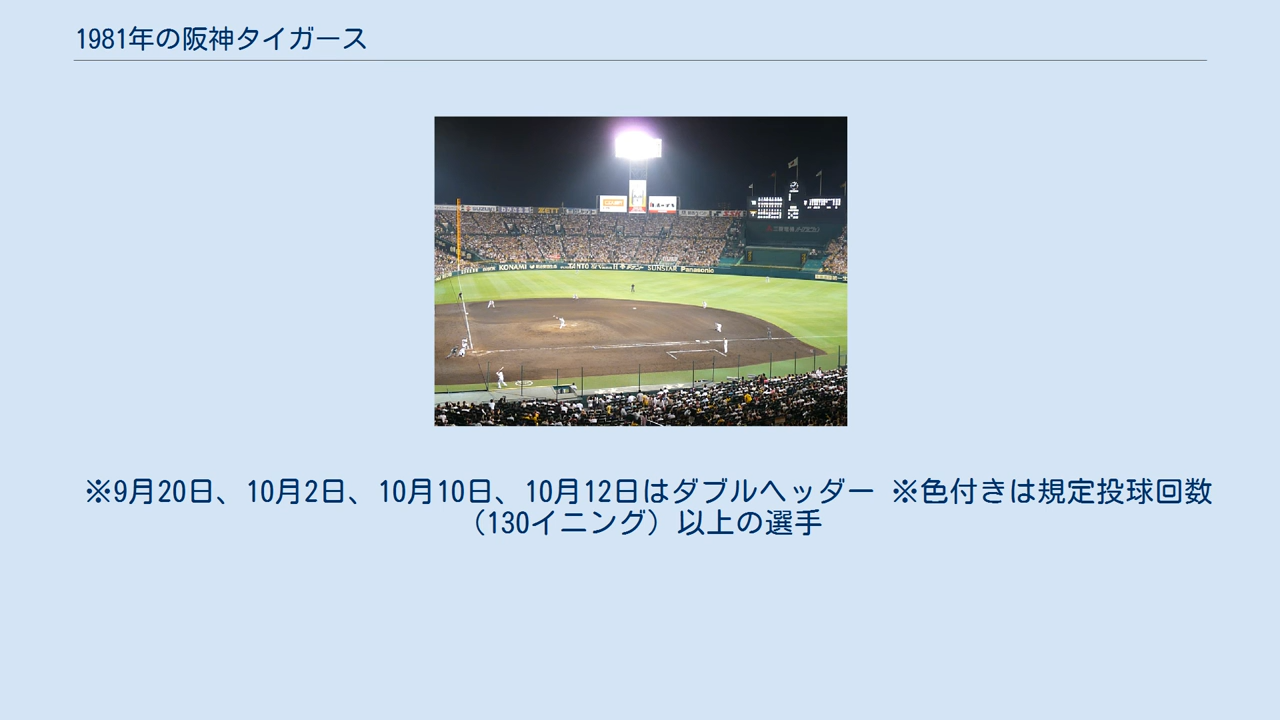 1981年の阪神タイガース
KONAMI
SUNSTAR Panasonic
※9月20日、10月2日、10月10日、10月12日はダブルヘッダー ※色付きは規定投球回数
（130イニング）以上の選手